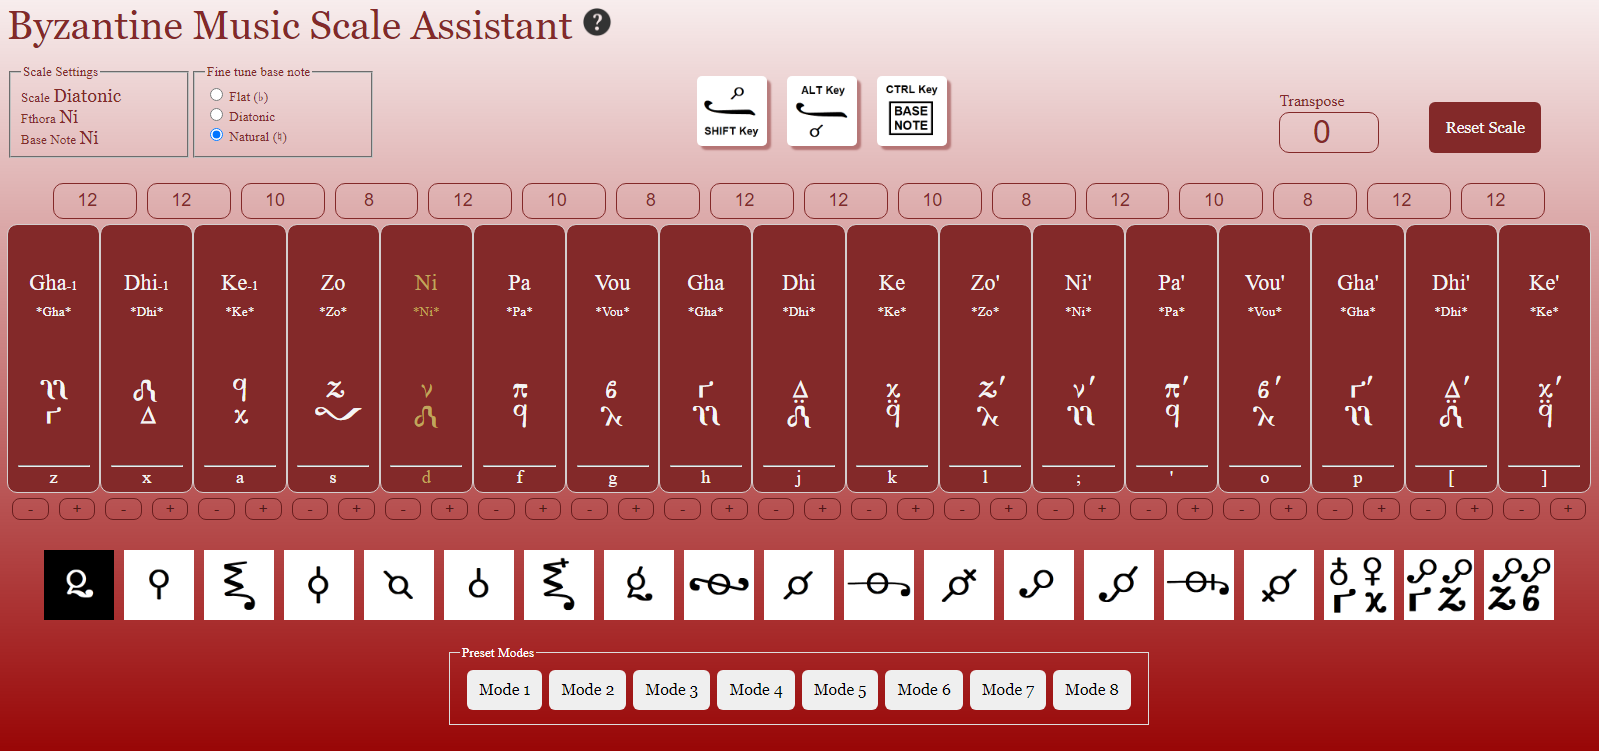 Byzantine Music Scale Assistant ?
Scale Settings
Scale Diatonic
Fthora Ni
Base Note Ni
Fine tune base note
Flat (♭)
Diatonic
Natural (♮)
SHIFT Key
ALT Key
CTRL Key
BASE
NOTE
Transpose
0
Reset Scale
12 12 10 8 12 10 8 12 12 10 8 12 10 8 12 12
Gha-1 Dhi-1 Ke-1 Zo Ni Pa Vou Gha Dhi Ke Zo' Ni' Pa' Vou' Gha' Dhi' Ke'
*Gha* *Dhi* *Ke* *Zo* *Ni* *Pa* *Vou* *Gha* *Dhi* *Ke* *Zo* *Ni* *Pa* *Vou* *Gha* *Dhi* *Ke*
z x a s d f g h j k l ; ' o p [ ]
- + - + - + - + - + - + - + - + - + - + - + - + - + - + - + - + - +
Preset Modes
Mode 1 Mode 2 Mode 3 Mode 4 Mode 5 Mode 6 Mode 7 Mode 8